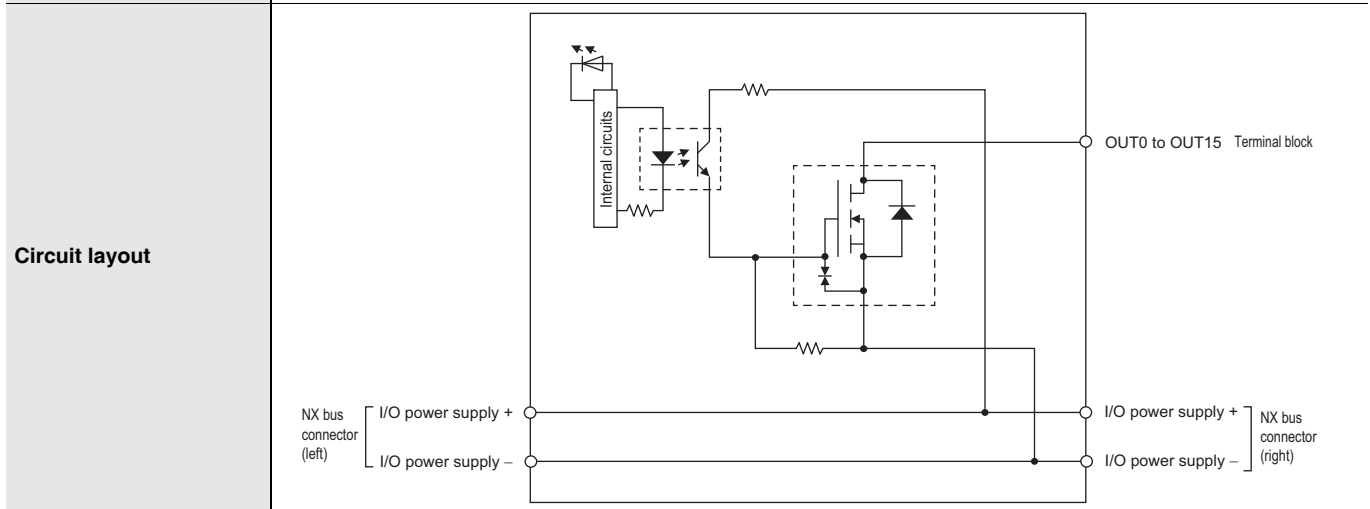 Circuit layout
Internal circuits
OUT0 to OUT15 Terminal block
NX bus
connector
(left)
I/O power supply +
I/O power supply –
I/O power supply +
I/O power supply –
NX bus
connector
(right)